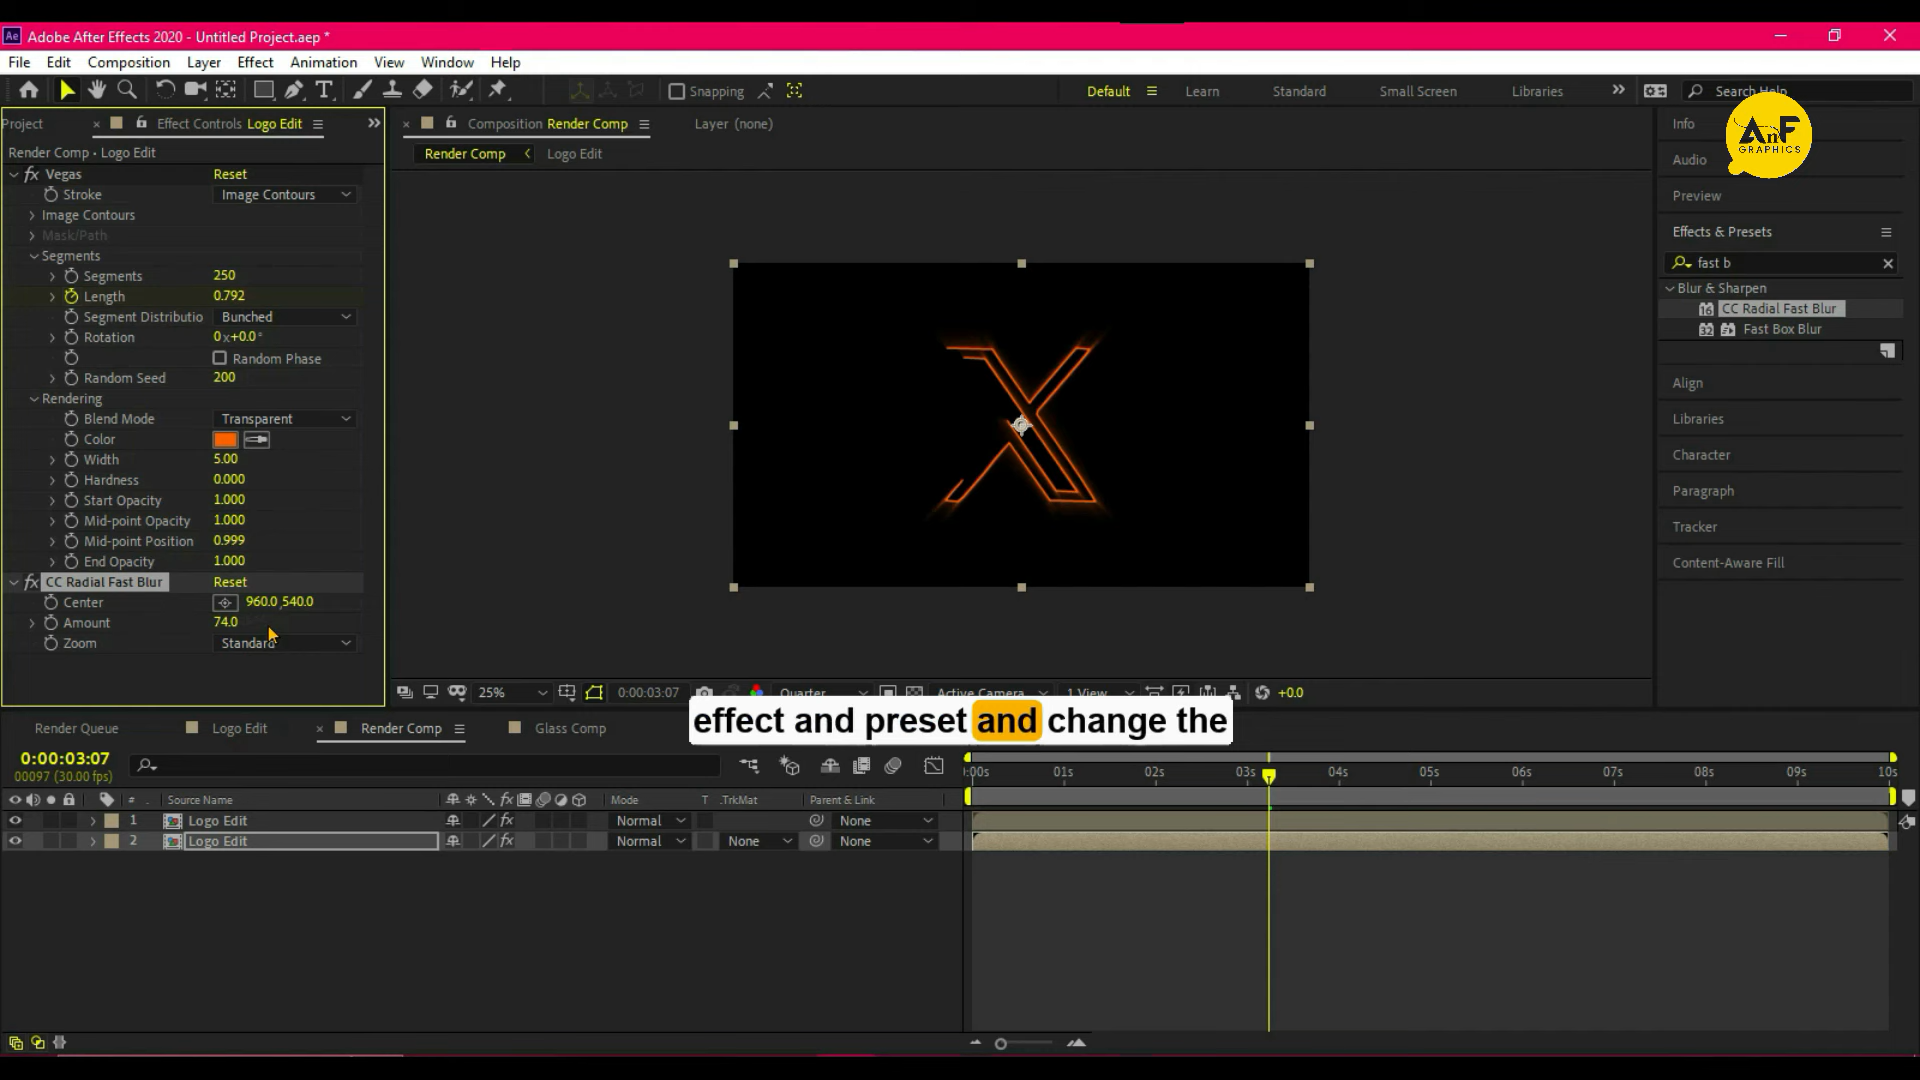 Ae Adobe After Effects 2020 - Untitled Project.aep *
File Edit Composition Layer Effect Animation View Window Help
Snapping
Default Learn Standard Small Screen Libraries Search Help
AnF
GRAPHICS
Project Effect Controls Logo Edit
Composition Render Comp Layer (none)
Render Comp • Logo Edit
Render Comp Logo Edit
fx Vegas Reset
Stroke Image Contours
Image Contours
Mask/Path
Segments
Segments 250
Length 0.792
Segment Distributio Bunched
Rotation 0x+0.0°
Random Phase
Random Seed 200
Rendering
Blend Mode Transparent
Color
Width 5.00
Hardness 0.000
Start Opacity 1.000
Mid-point Opacity 1.000
Mid-point Position 0.999
End Opacity 1.000
fx CC Radial Fast Blur Reset
Center 960.0,540.0
Amount 74.0
Zoom Standard
X
25% 0:00:03:07 Quarter Active Camera 1 View +0.0
Info
Audio
Preview
Effects & Presets
fast b
Blur & Sharpen
16 CC Radial Fast Blur
32 Fast Box Blur
Align
Libraries
Character
Paragraph
Tracker
Content-Aware Fill
effect and preset and change the
Render Queue Logo Edit Render Comp Glass Comp
0:00:03:07
00097 (30.00 fps)
:00s 01s 02s 03s 04s 05s 06s 07s 08s 09s 10s
# Source Name fx Mode T .TrkMat Parent & Link
1 Logo Edit fx Normal None
2 Logo Edit fx Normal None None